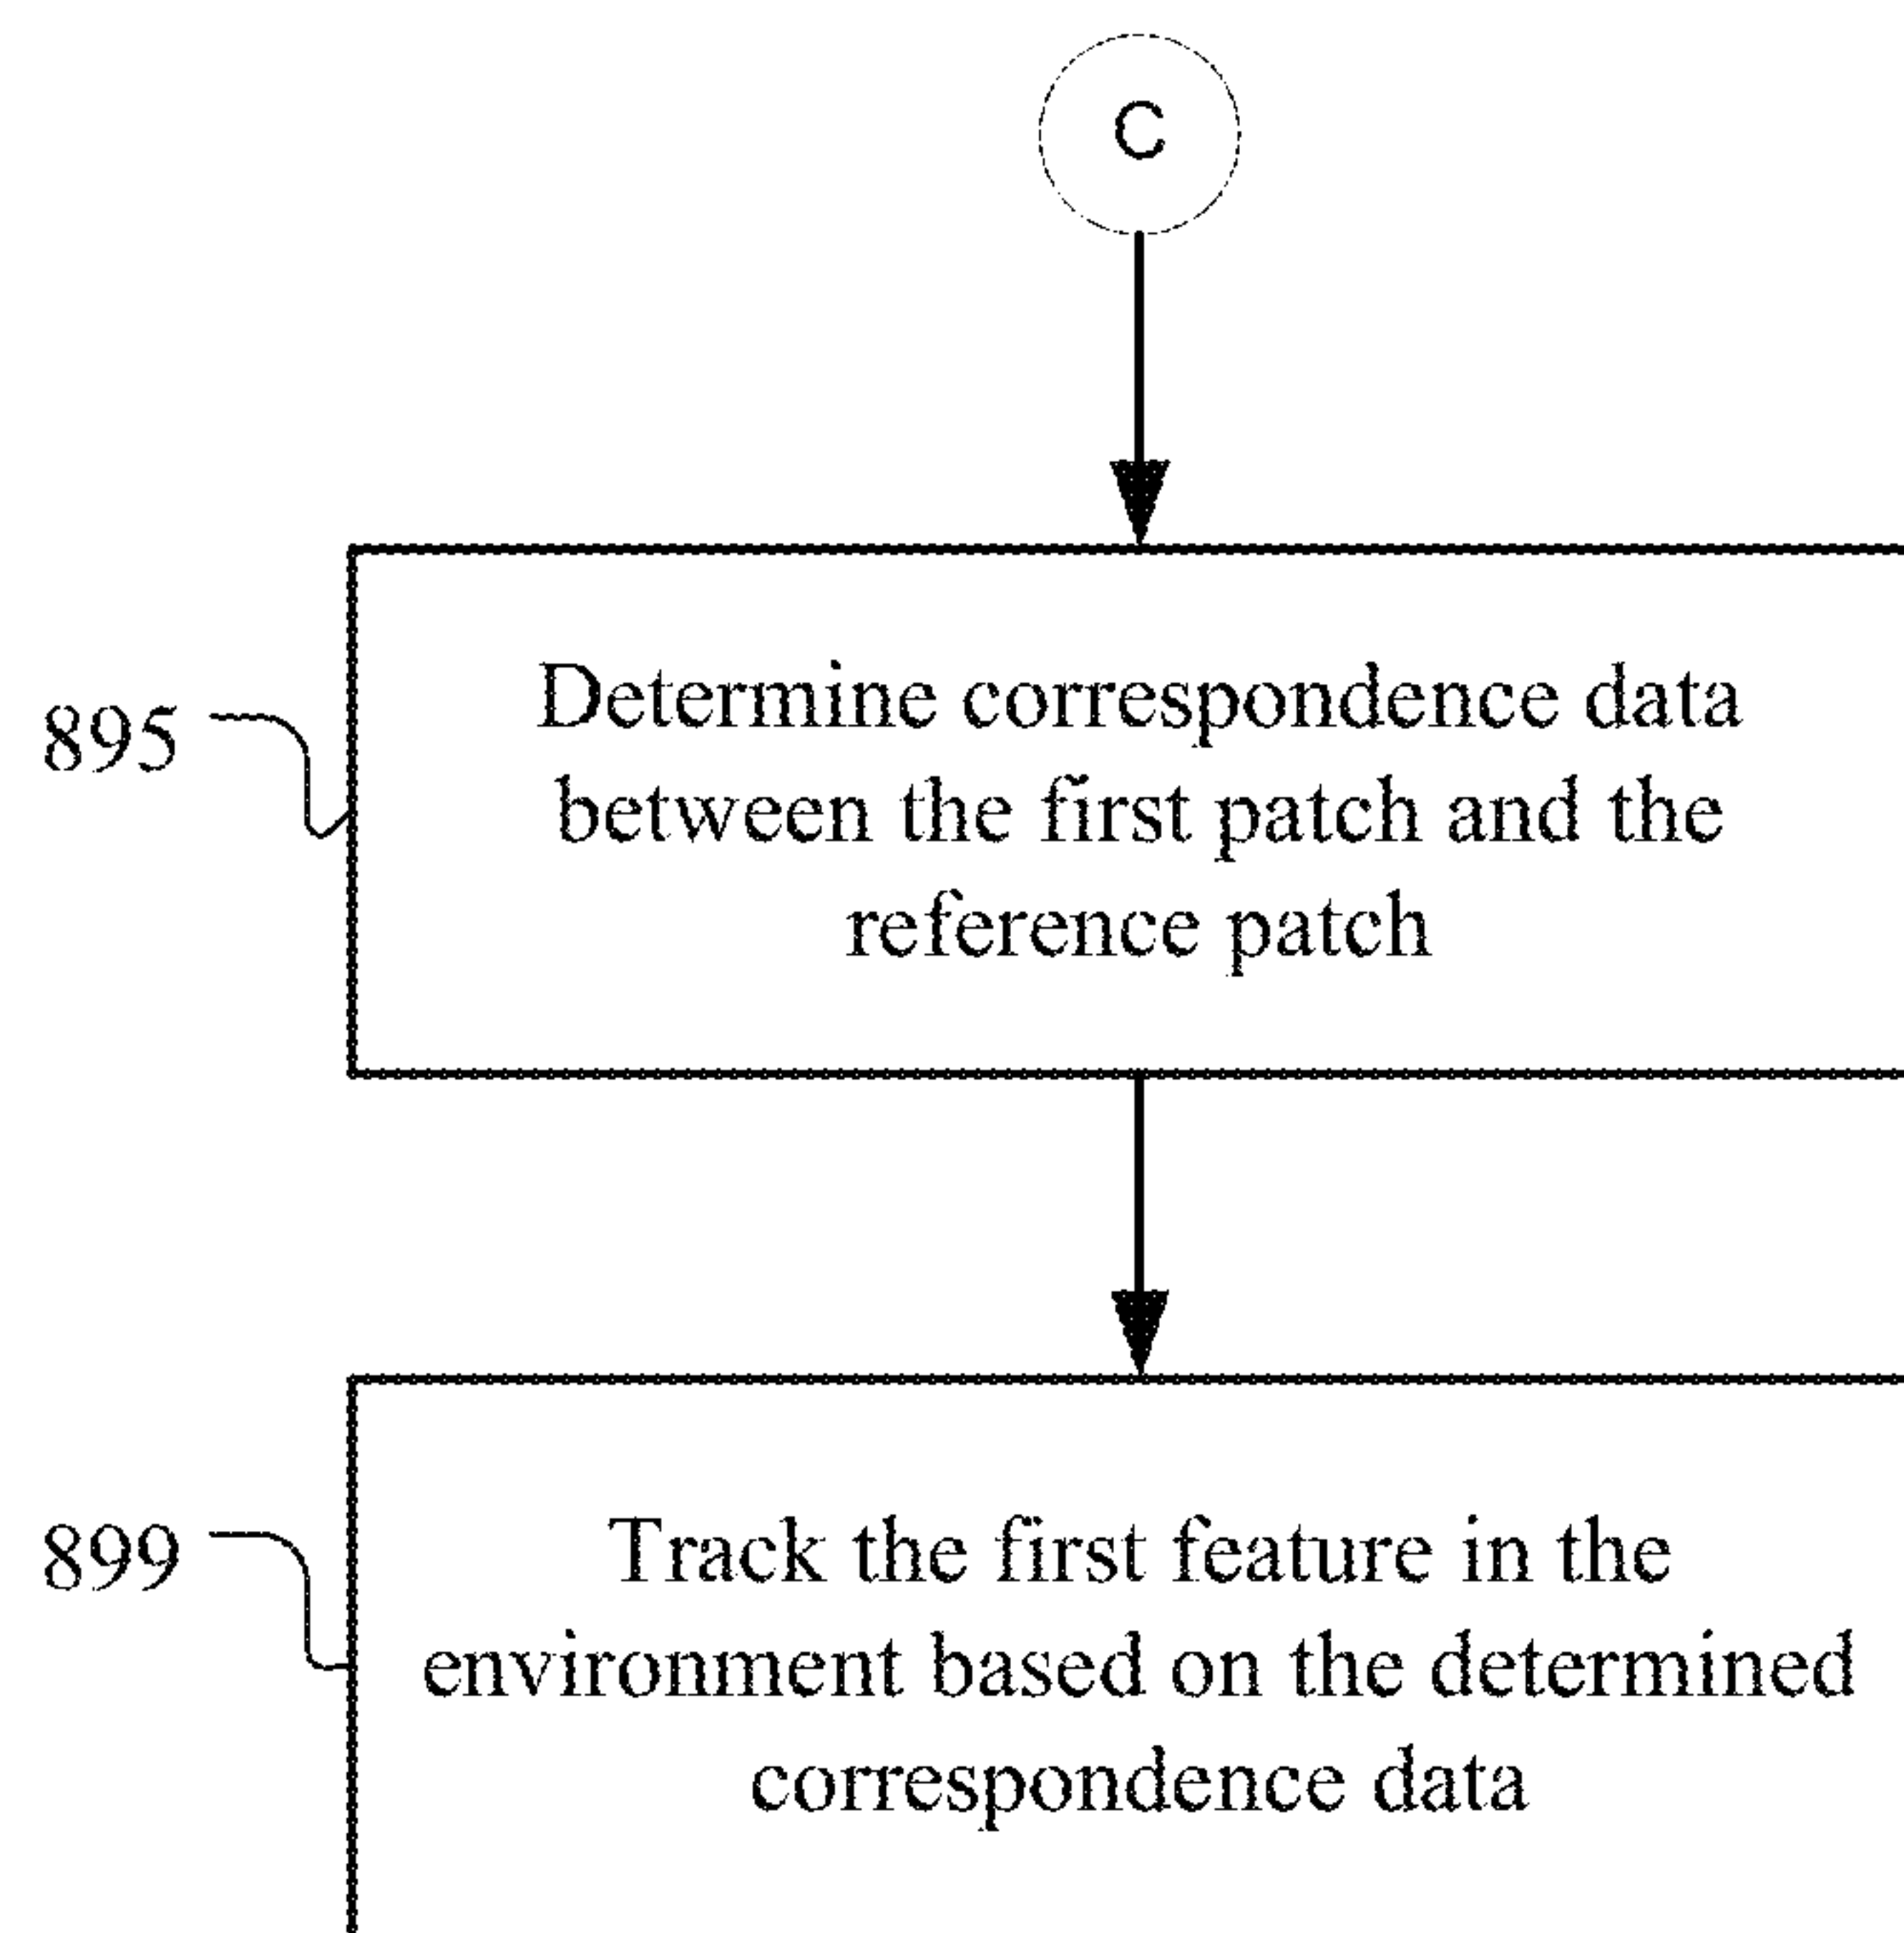 C
895
Determine correspondence data
between the first patch and the
reference patch
899
Track the first feature in the
environment based on the determined
correspondence data